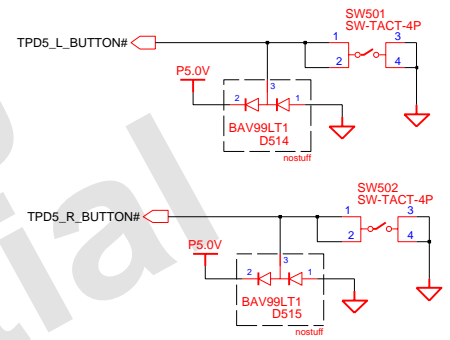 SW501
SW-TACT-4P
TPD5_L_BUTTON#
1
3
2
4
P5.0V
3
2
1
BAV99LT1
D514
nostuff
SW502
SW-TACT-4P
TPD5_R_BUTTON#
1
3
2
4
P5.0V
3
2
1
BAV99LT1
D515
nostuff